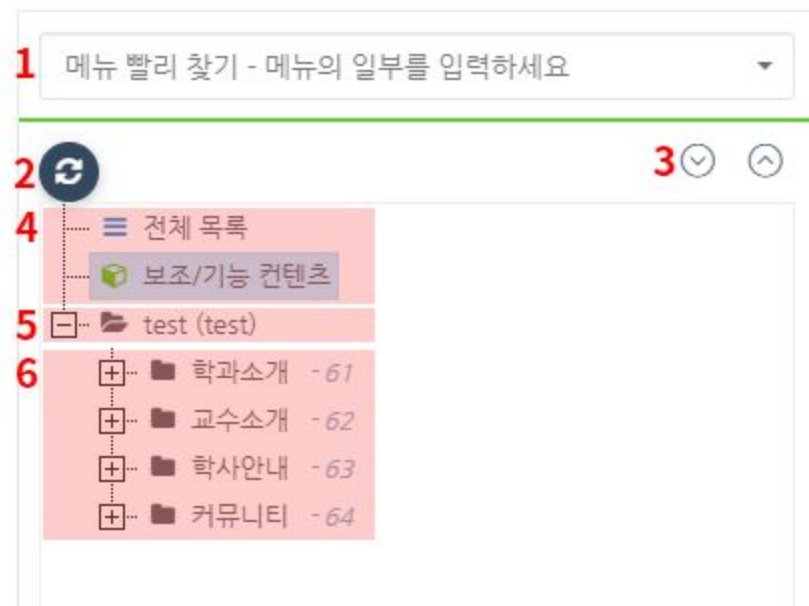 1 메뉴 빨리 찾기 - 메뉴의 일부를 입력하세요
2
3
4 전체 목록
보조/기능 컨텐츠
5 test (test)
6 학과소개 - 61
교수소개 - 62
학사안내 - 63
커뮤니티 - 64